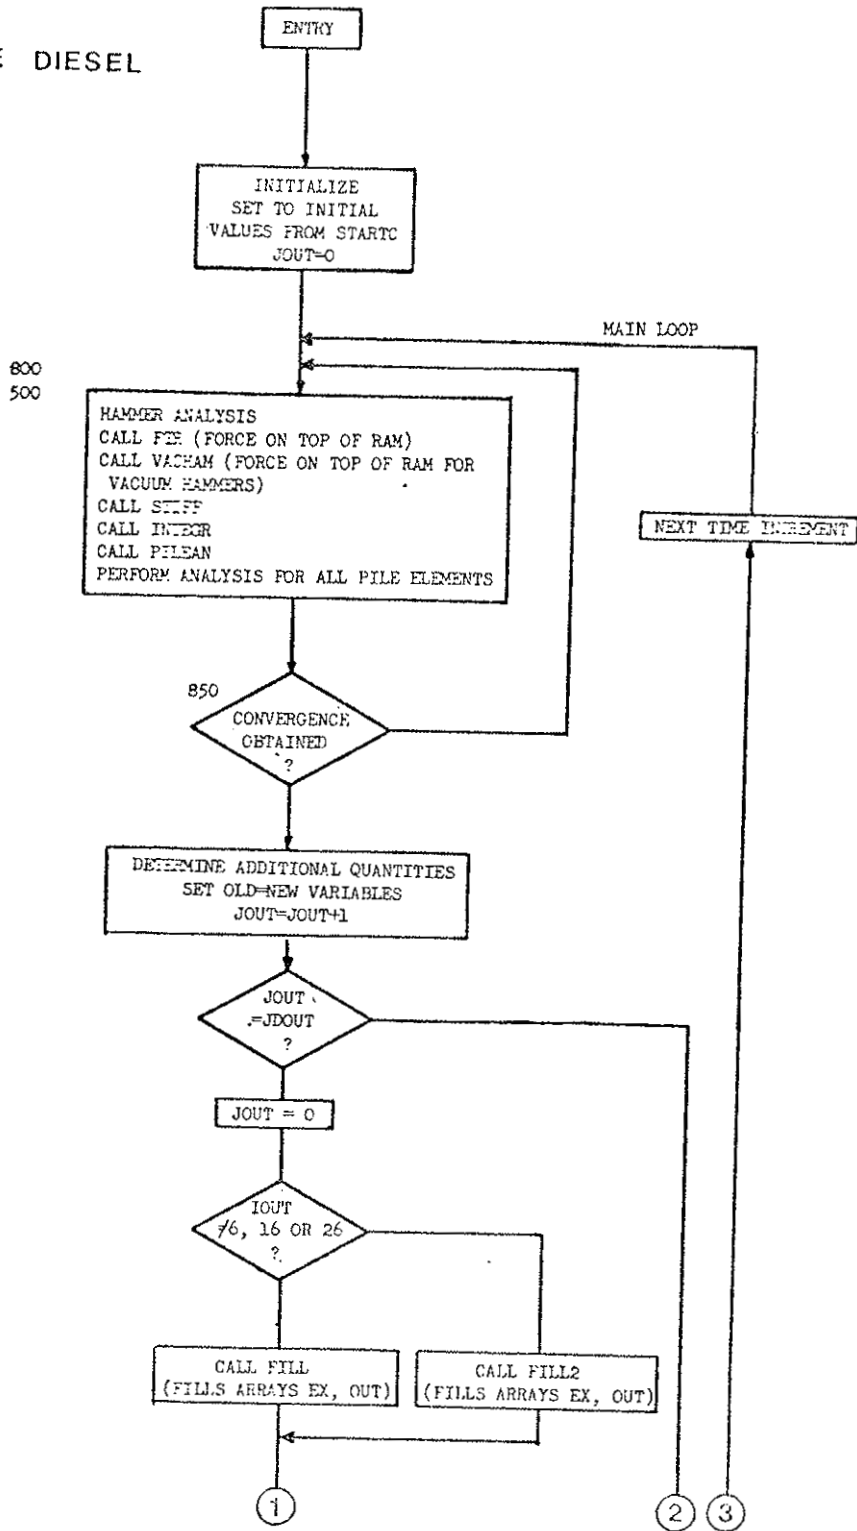 ENTRY
DIESEL
INITIALIZE
SET TO INITIAL
VALUES FROM STARTC
JOUT=0
MAIN LOOP
800
500
HAMMER ANALYSIS
CALL (FORCE ON TOP OF RAM)
CALL VACHAM (FORCE ON TOP OF RAM FOR
VACUUM HAMMERS)
CALL STIFF
CALL INTEGR
CALL PILEAN
PERFORM ANALYSIS FOR ALL PILE ELEMENTS
NEXT TIME INCREMENT
850
CONVERGENCE
OBTAINED
?
DETERMINE ADDITIONAL QUANTITIES
SET OLD=NEW VARIABLES
JOUT=JOUT+1
JOUT
=JDOUT
?
JOUT = 0
IOUT
≠6, 16 OR 26
?
CALL FILL
(FILLS ARRAYS EX, OUT)
CALL FILL2
(FILLS ARRAYS EX, OUT)
1
2
3